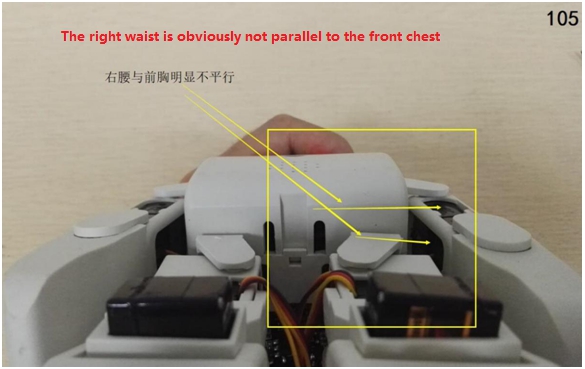 105
The right waist is obviously not parallel to the front chest
右腰与前胸明显不平行